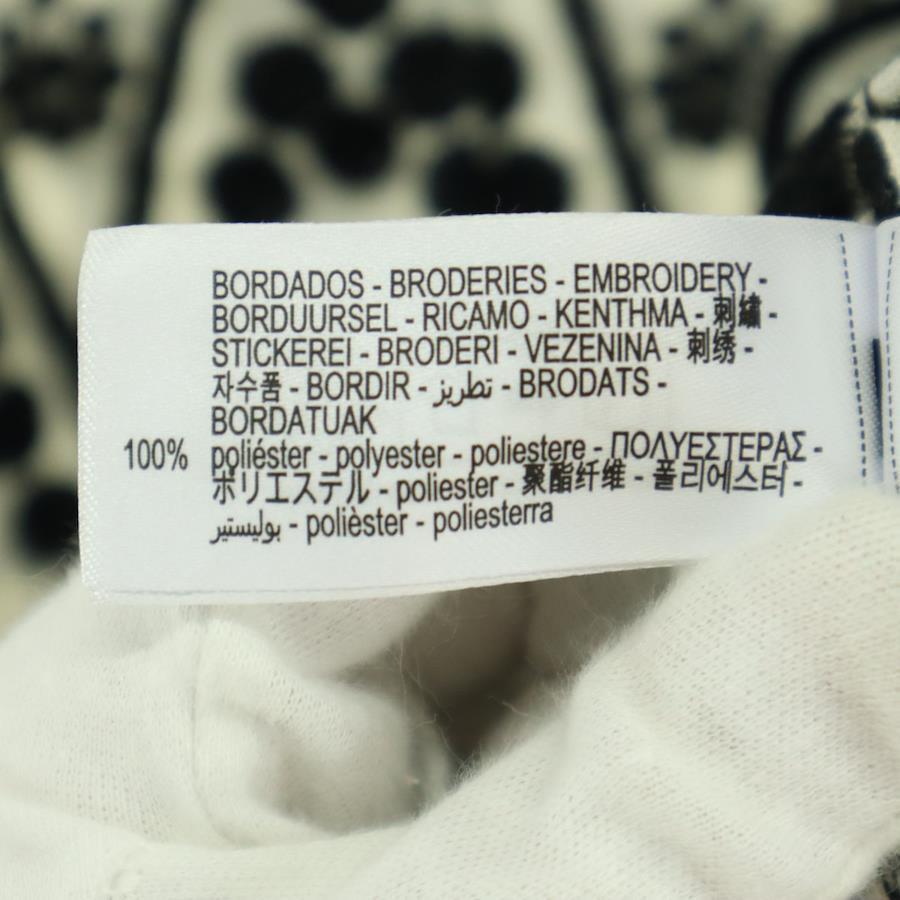 BORDADOS - BRODERIES - EMBROIDERY -
BORDUURSEL - RICAMO - KENTHMA - 刺繡 -
STICKEREI - BRODERI - VEZENINA - 刺绣 -
자수품 - BORDIR - تطريز - BRODATS -
BORDATUAK
100% poliéster - polyester - poliestere - ΠΟΛΥΕΣΤΕΡΑΣ -
ポリエステル - poliester - 聚酯纤维 - 폴리에스터 -
بوليستير - polièster - poliesterra